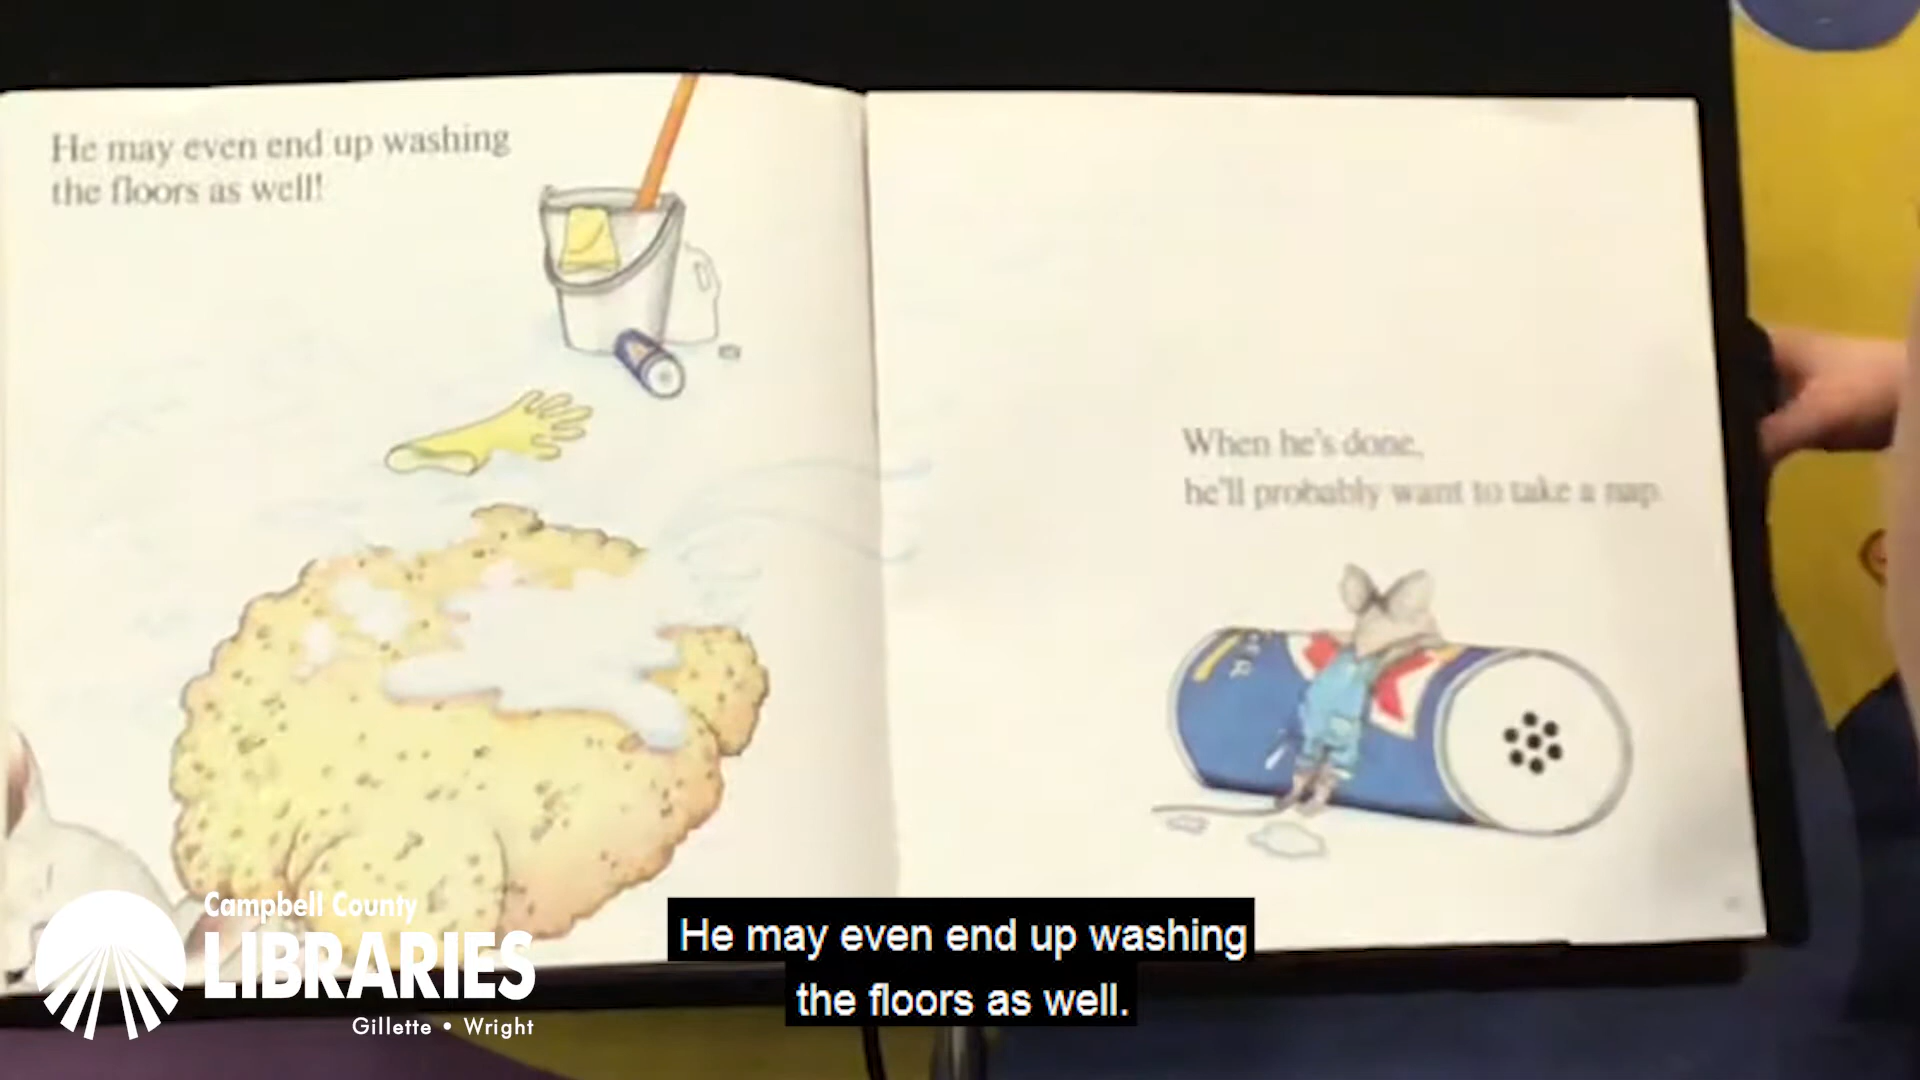 He may even end up washing
the floors as well!
When he's done,
he'll probably want to take a nap.
He may even end up washing
the floors as well.
Campbell County
LIBRARIES
Gillette • Wright